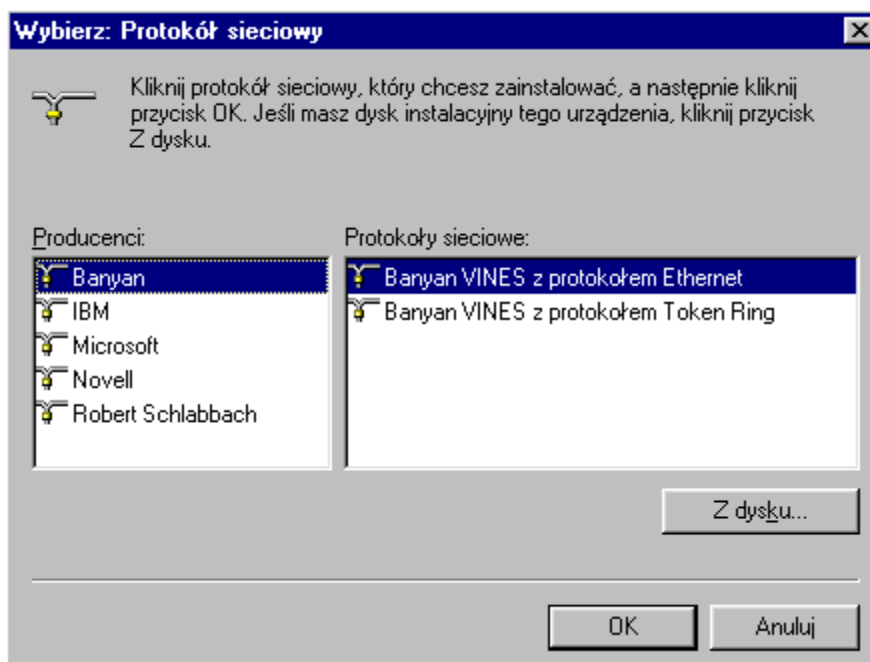 Wybierz: Protokół sieciowy
Kliknij protokół sieciowy, który chcesz zainstalować, a następnie kliknij
przycisk OK. Jeśli masz dysk instalacyjny tego urządzenia, kliknij przycisk
Z dysku.
Producenci:
Banyan
IBM
Microsoft
Novell
Robert Schlabbach
Protokoły sieciowe:
Banyan VINES z protokołem Ethernet
Banyan VINES z protokołem Token Ring
Z dysku...
OK
Anuluj